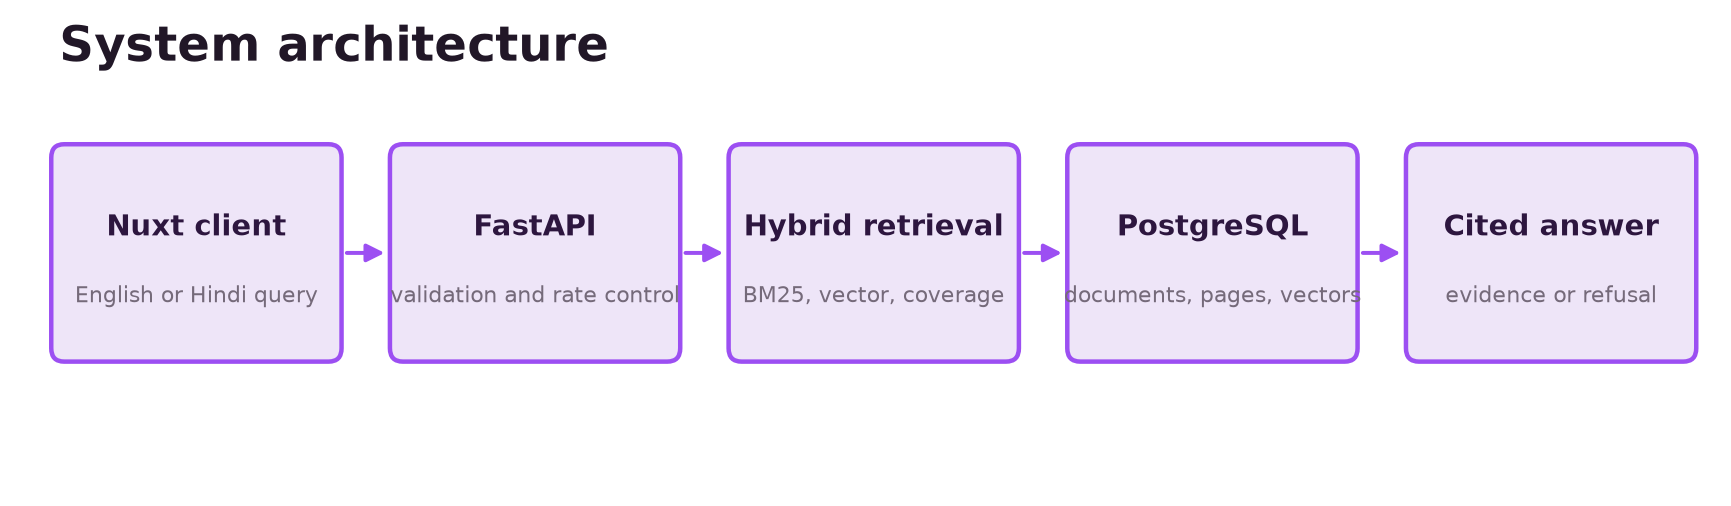 System architecture
Nuxt client
English or Hindi query
FastAPI
validation and rate control
Hybrid retrieval
BM25, vector, coverage
PostgreSQL
documents, pages, vectors
Cited answer
evidence or refusal